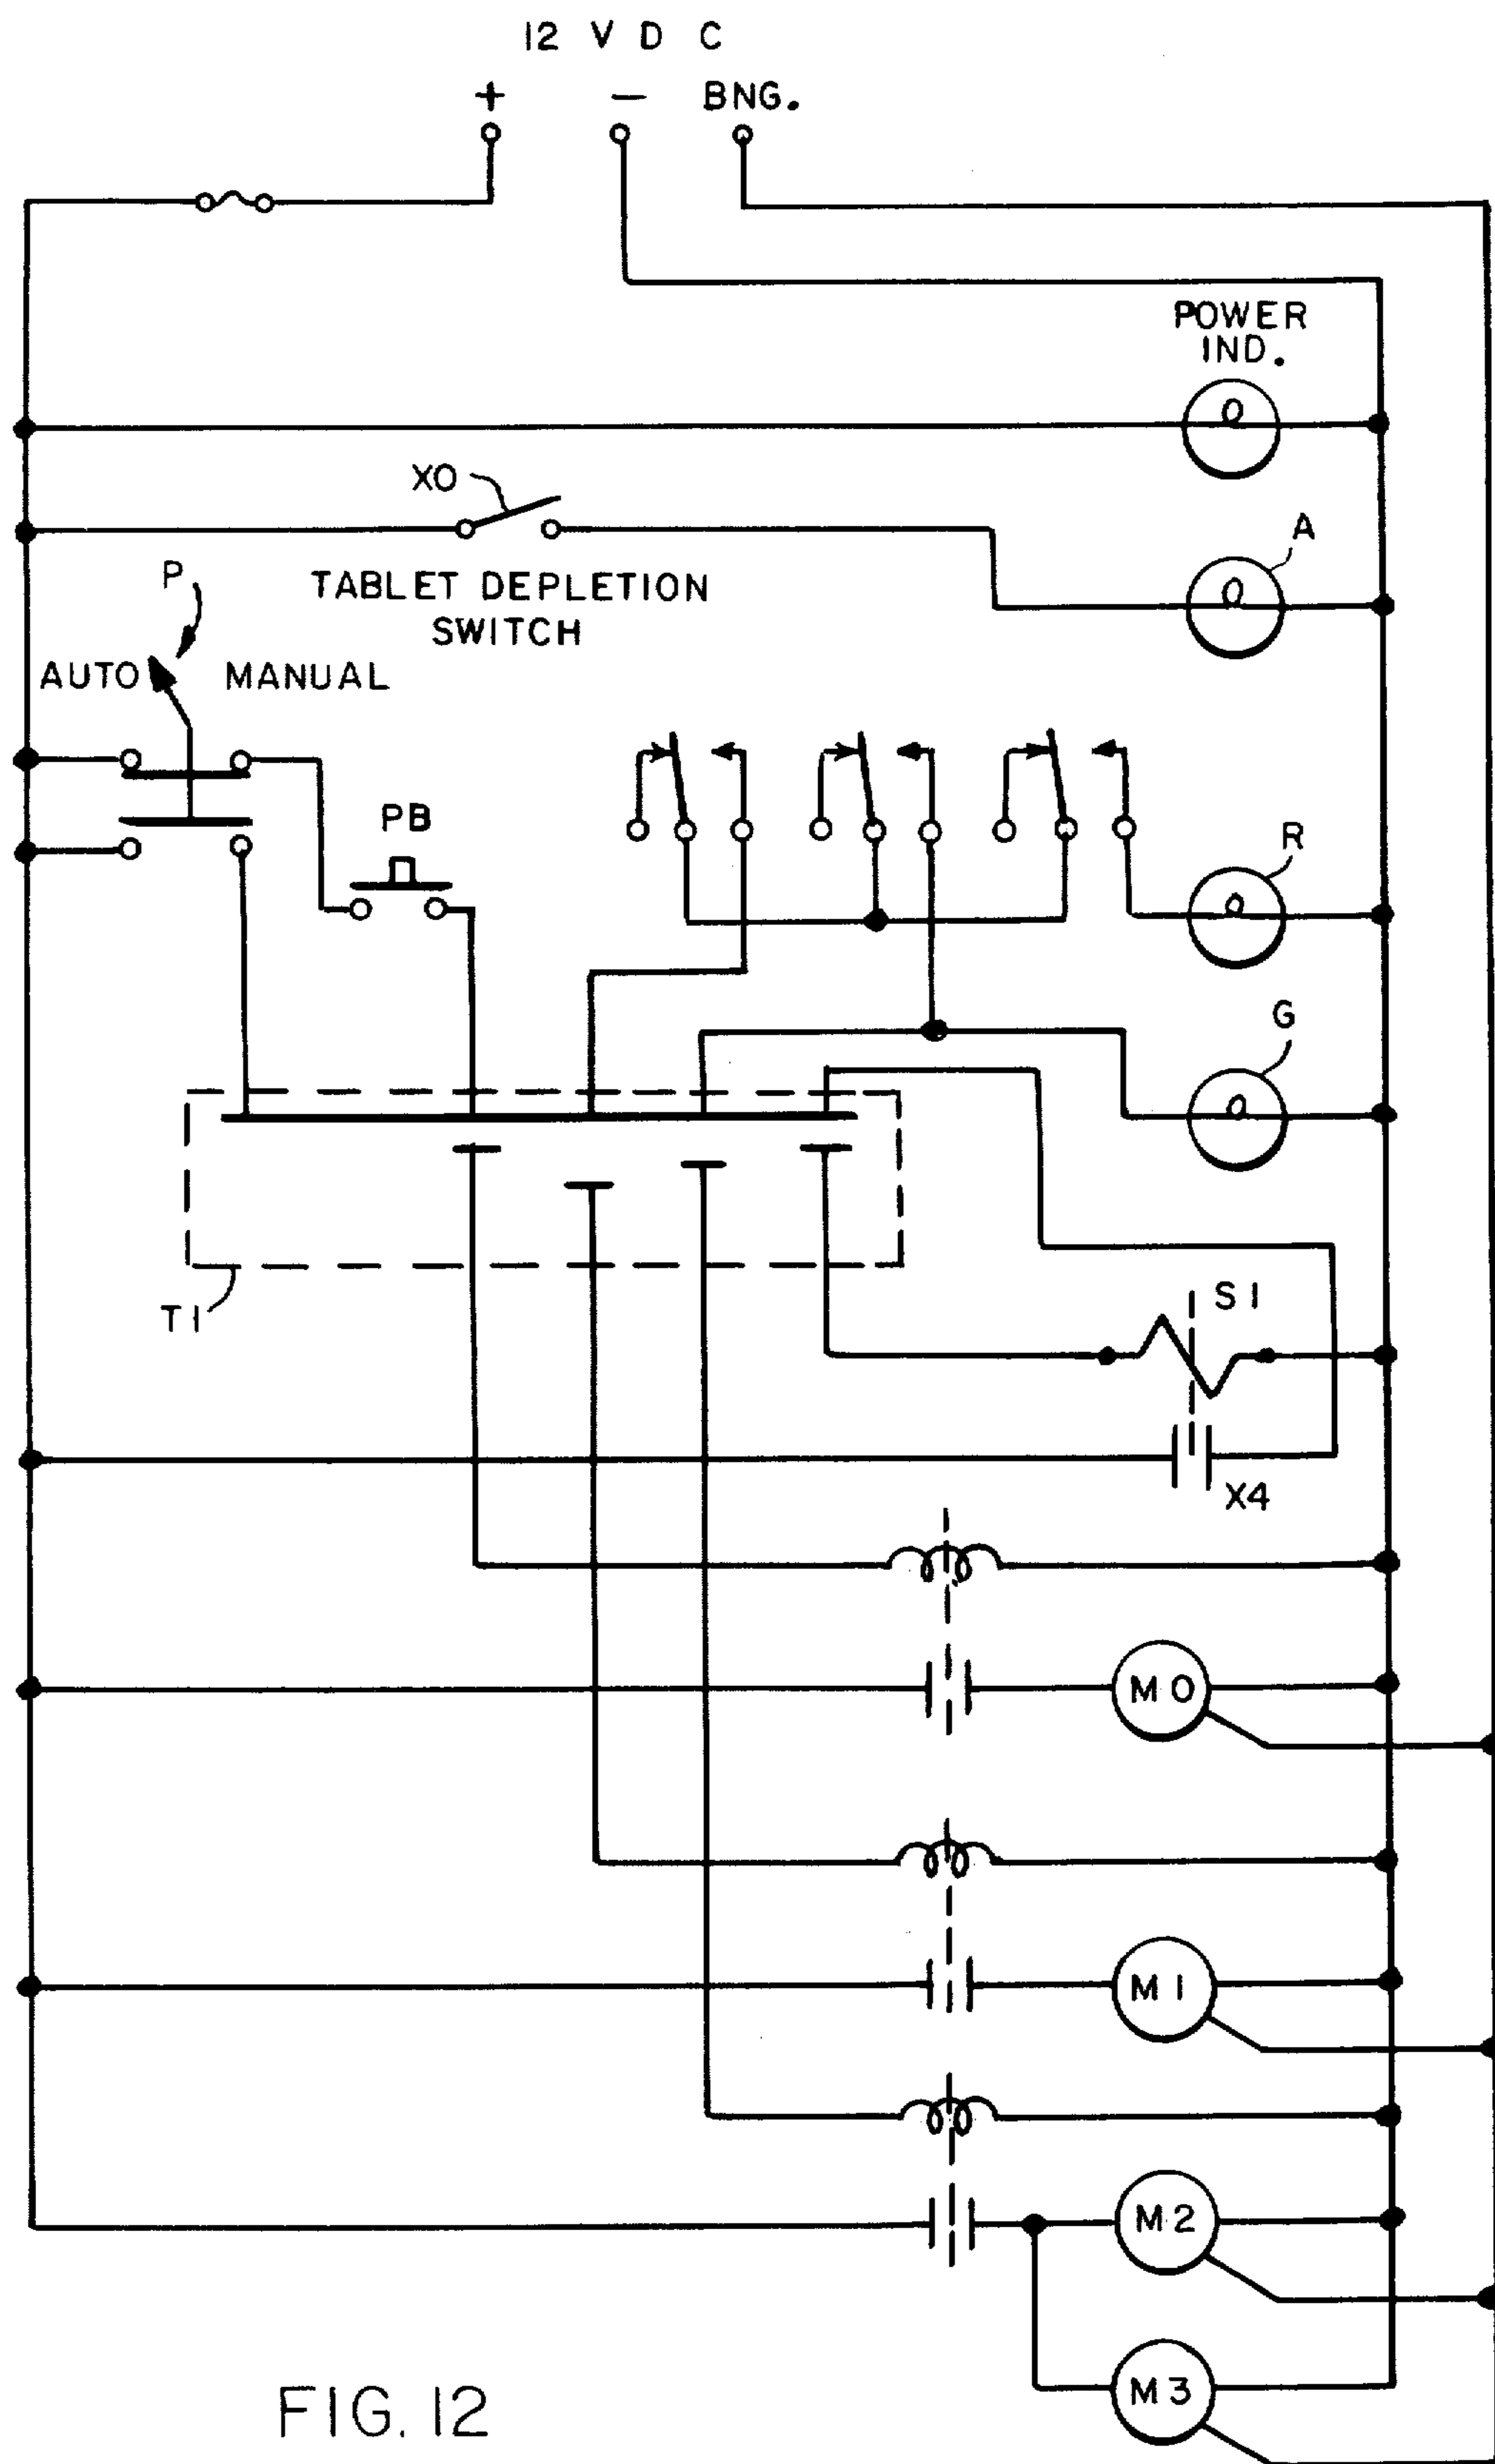 12 V D C
+ − BNG.
POWER
IND.
XO
A
TABLET DEPLETION
SWITCH
P
AUTO MANUAL
PB
R
G
T1
S1
X4
M0
M1
M2
M3
FIG. 12